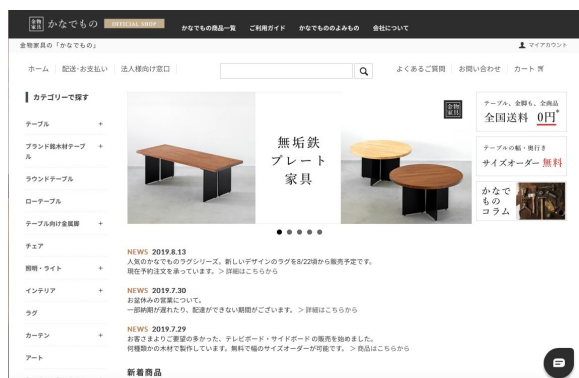 金物家具 かなでもの OFFICIAL SHOP かなでもの商品一覧 ご利用ガイド かなでもののよみもの 会社について
金物家具の「かなでもの」 マイアカウント
ホーム 配送・お支払い 法人様向け窓口 よくあるご質問 お問い合わせ カート
カテゴリーで探す
テーブル +
ブランド銘木材テーブル +
ラウンドテーブル
ローテーブル
テーブル向け金属脚 +
チェア
照明・ライト +
インテリア +
ラグ
カーテン +
アート
無垢鉄
プレート
家具
金物家具
テーブル、金脚も、全商品
全国送料 0円*
テーブルの幅・奥行き
サイズオーダー 無料
かなで
もの
コラム
NEWS 2019.8.13
人気のかなでものラグシリーズ。新しいデザインのラグを8/22頃から販売予定です。
現在予約注文を承っています。＞詳細はこちらから
NEWS 2019.7.30
お盆休みの営業について。
一部納期が遅れたり、配達ができない期間がございます。＞詳細はこちらから
NEWS 2019.7.29
お客さまよりご要望の多かった、テレビボード・サイドボードの販売を始めました。
何種類かの木材で製作しています。無料で幅のサイズオーダーが可能です。＞商品はこちらから
新着商品